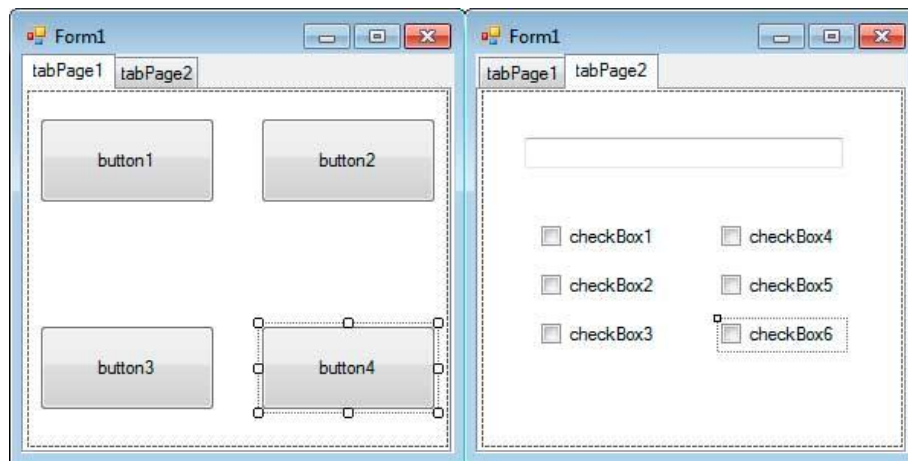 Form1
tabPage1 tabPage2
button1 button2
button3 button4
Form1
tabPage1 tabPage2
checkBox1 checkBox4
checkBox2 checkBox5
checkBox3 checkBox6